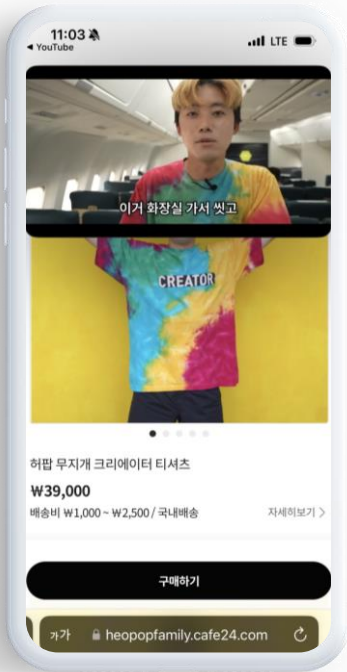 11:03
◀ YouTube
LTE
이거 화장실 가서 씻고
CREATOR
허팝 무지개 크리에이터 티셔츠
₩39,000
배송비 ₩1,000 ~ ₩2,500 / 국내배송
자세히보기 >
구매하기
가가 heopopfamily.cafe24.com